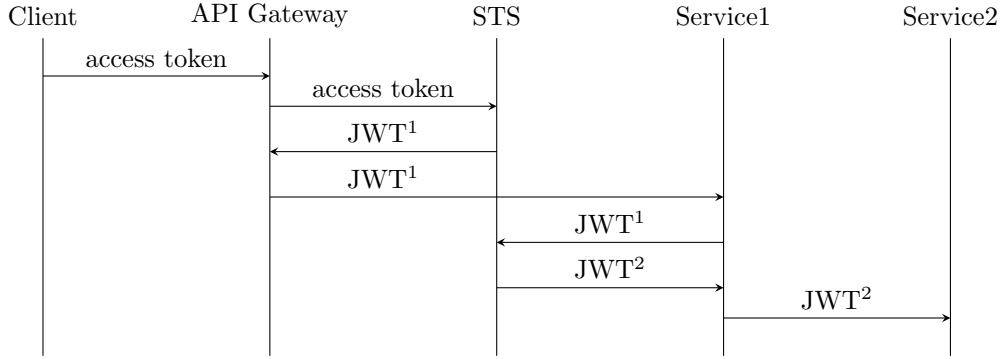 Client API Gateway STS Service1 Service2
access token
access token
JWT¹
JWT¹
JWT¹
JWT²
JWT²